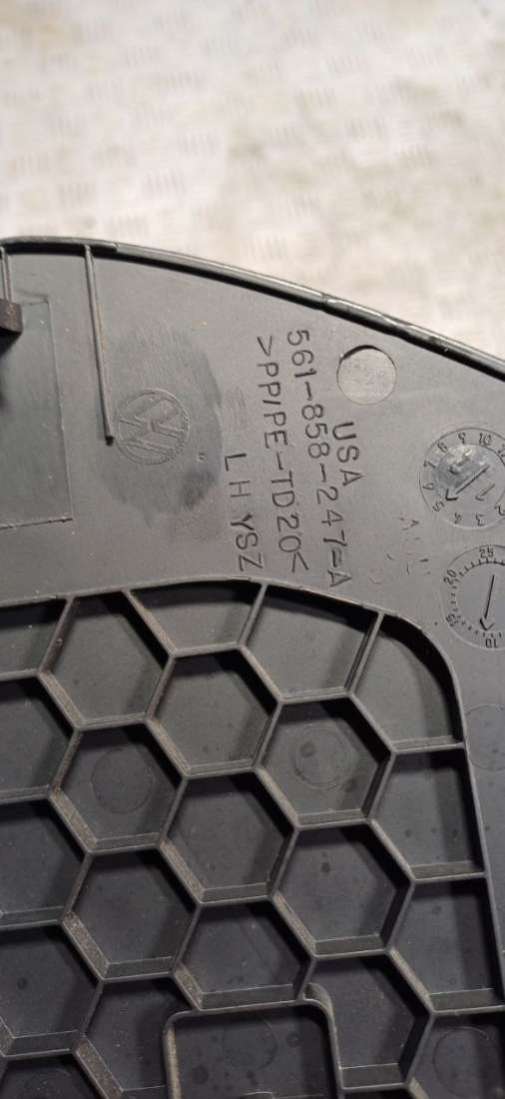 USA
561-858-247-A
>PP/PE-TD20<
LH YSZ